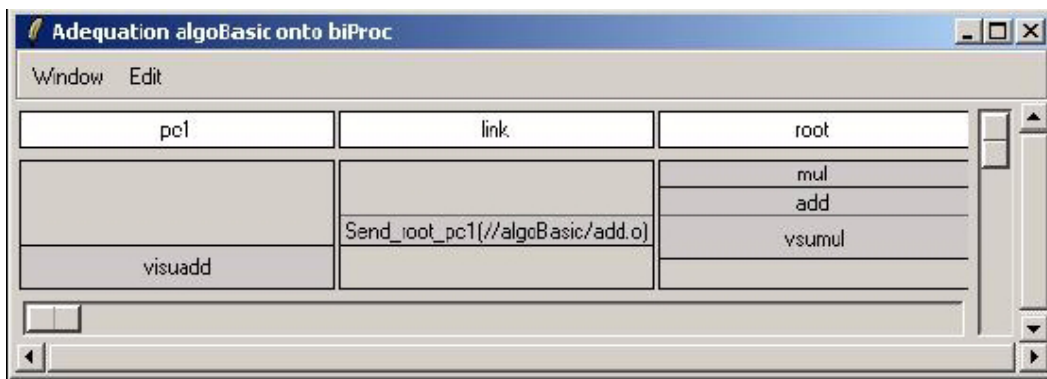 Adequation algoBasic onto biProc
Window Edit
pc1 link root
mul
add
Send_root_pc1(//algoBasic/add.o)
vsumul
visuadd